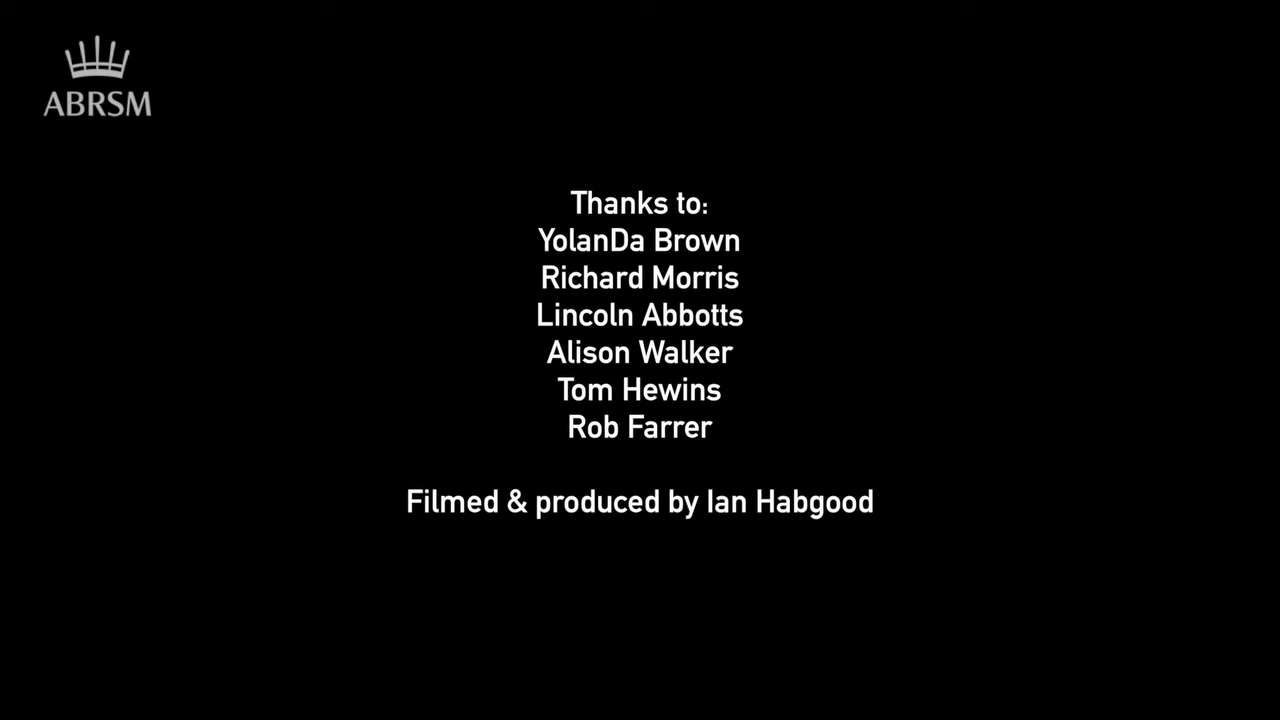 ABRSM
Thanks to:
YolanDa Brown
Richard Morris
Lincoln Abbotts
Alison Walker
Tom Hewins
Rob Farrer
Filmed & produced by Ian Habgood